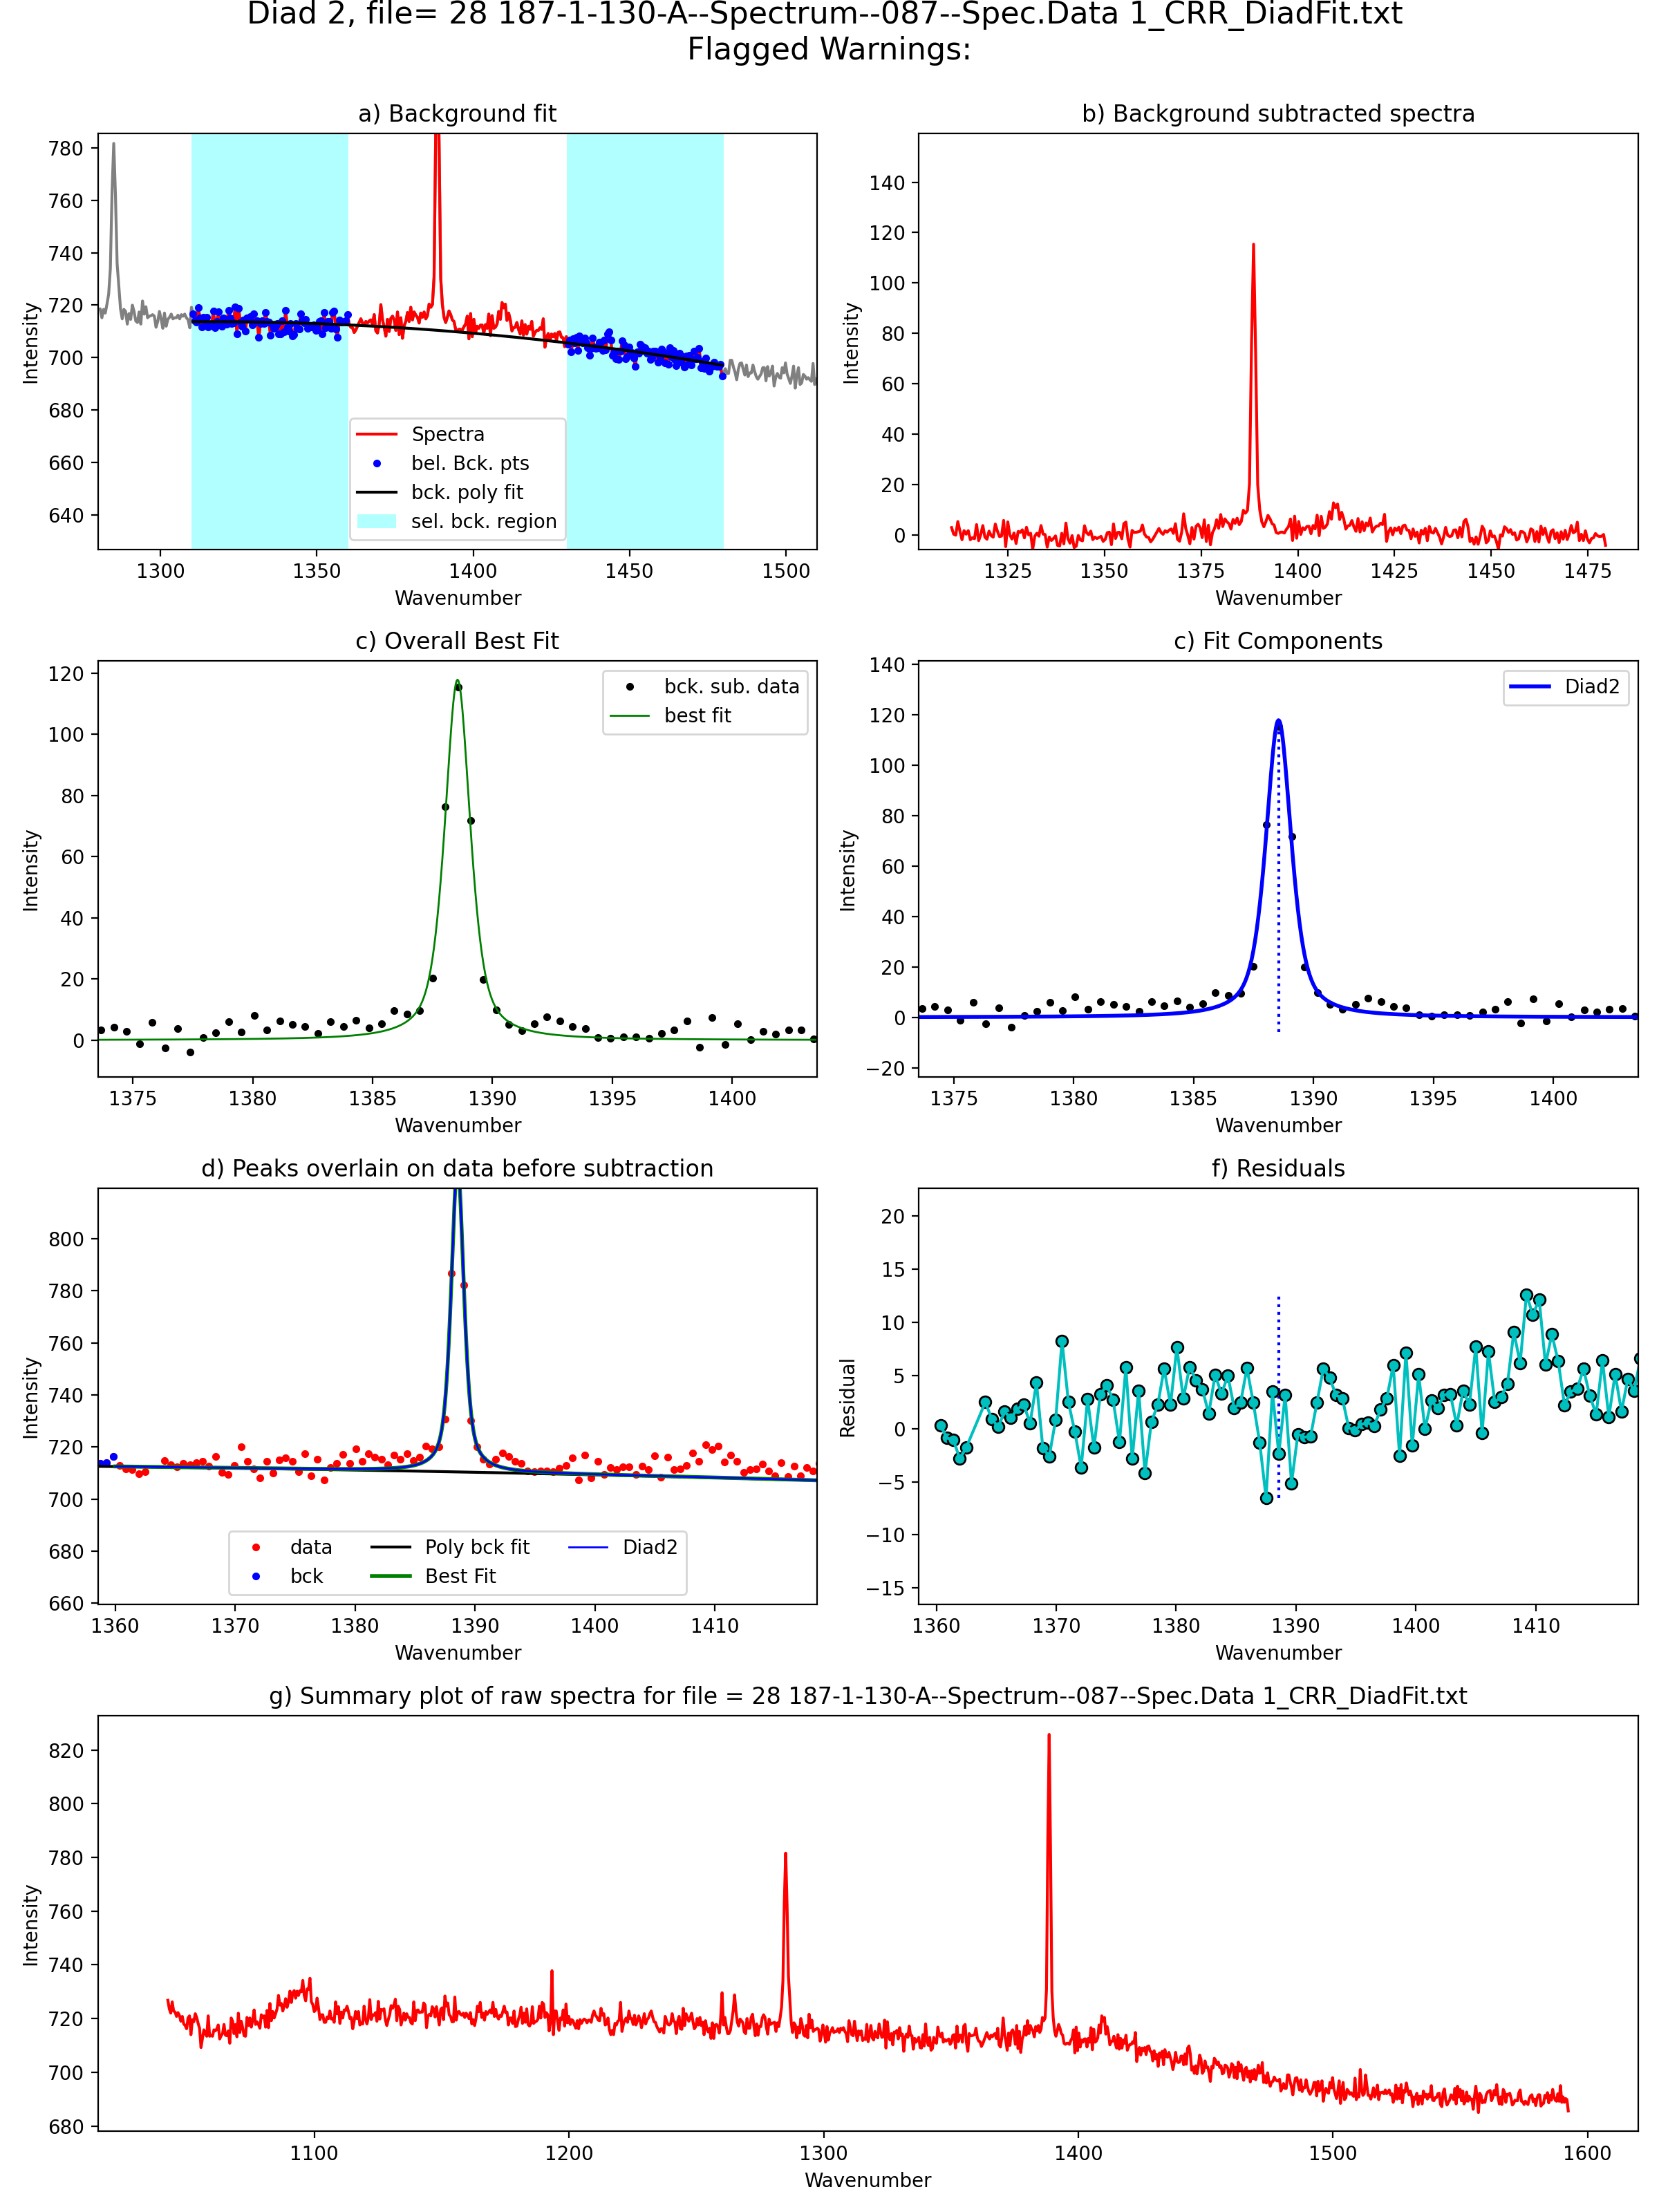 Diad 2, file= 28 187-1-130-A--Spectrum--087--Spec.Data 1_CRR_DiadFit.txt
Flagged Warnings:
a) Background fit
Intensity
780
760
740
720
700
680
660
640
Spectra
bel. Bck. pts
bck. poly fit
sel. bck. region
1300 1350 1400 1450 1500
Wavenumber
b) Background subtracted spectra
Intensity
140
120
100
80
60
40
20
0
1325 1350 1375 1400 1425 1450 1475
Wavenumber
c) Overall Best Fit
Intensity
120
100
80
60
40
20
0
bck. sub. data
best fit
1375 1380 1385 1390 1395 1400
Wavenumber
c) Fit Components
Intensity
140
120
100
80
60
40
20
0
−20
Diad2
1375 1380 1385 1390 1395 1400
Wavenumber
d) Peaks overlain on data before subtraction
Intensity
800
780
760
740
720
700
680
660
data
bck
Poly bck fit
Best Fit
Diad2
1360 1370 1380 1390 1400 1410
Wavenumber
f) Residuals
Residual
20
15
10
5
0
−5
−10
−15
1360 1370 1380 1390 1400 1410
Wavenumber
g) Summary plot of raw spectra for file = 28 187-1-130-A--Spectrum--087--Spec.Data 1_CRR_DiadFit.txt
Intensity
820
800
780
760
740
720
700
680
1100 1200 1300 1400 1500 1600
Wavenumber